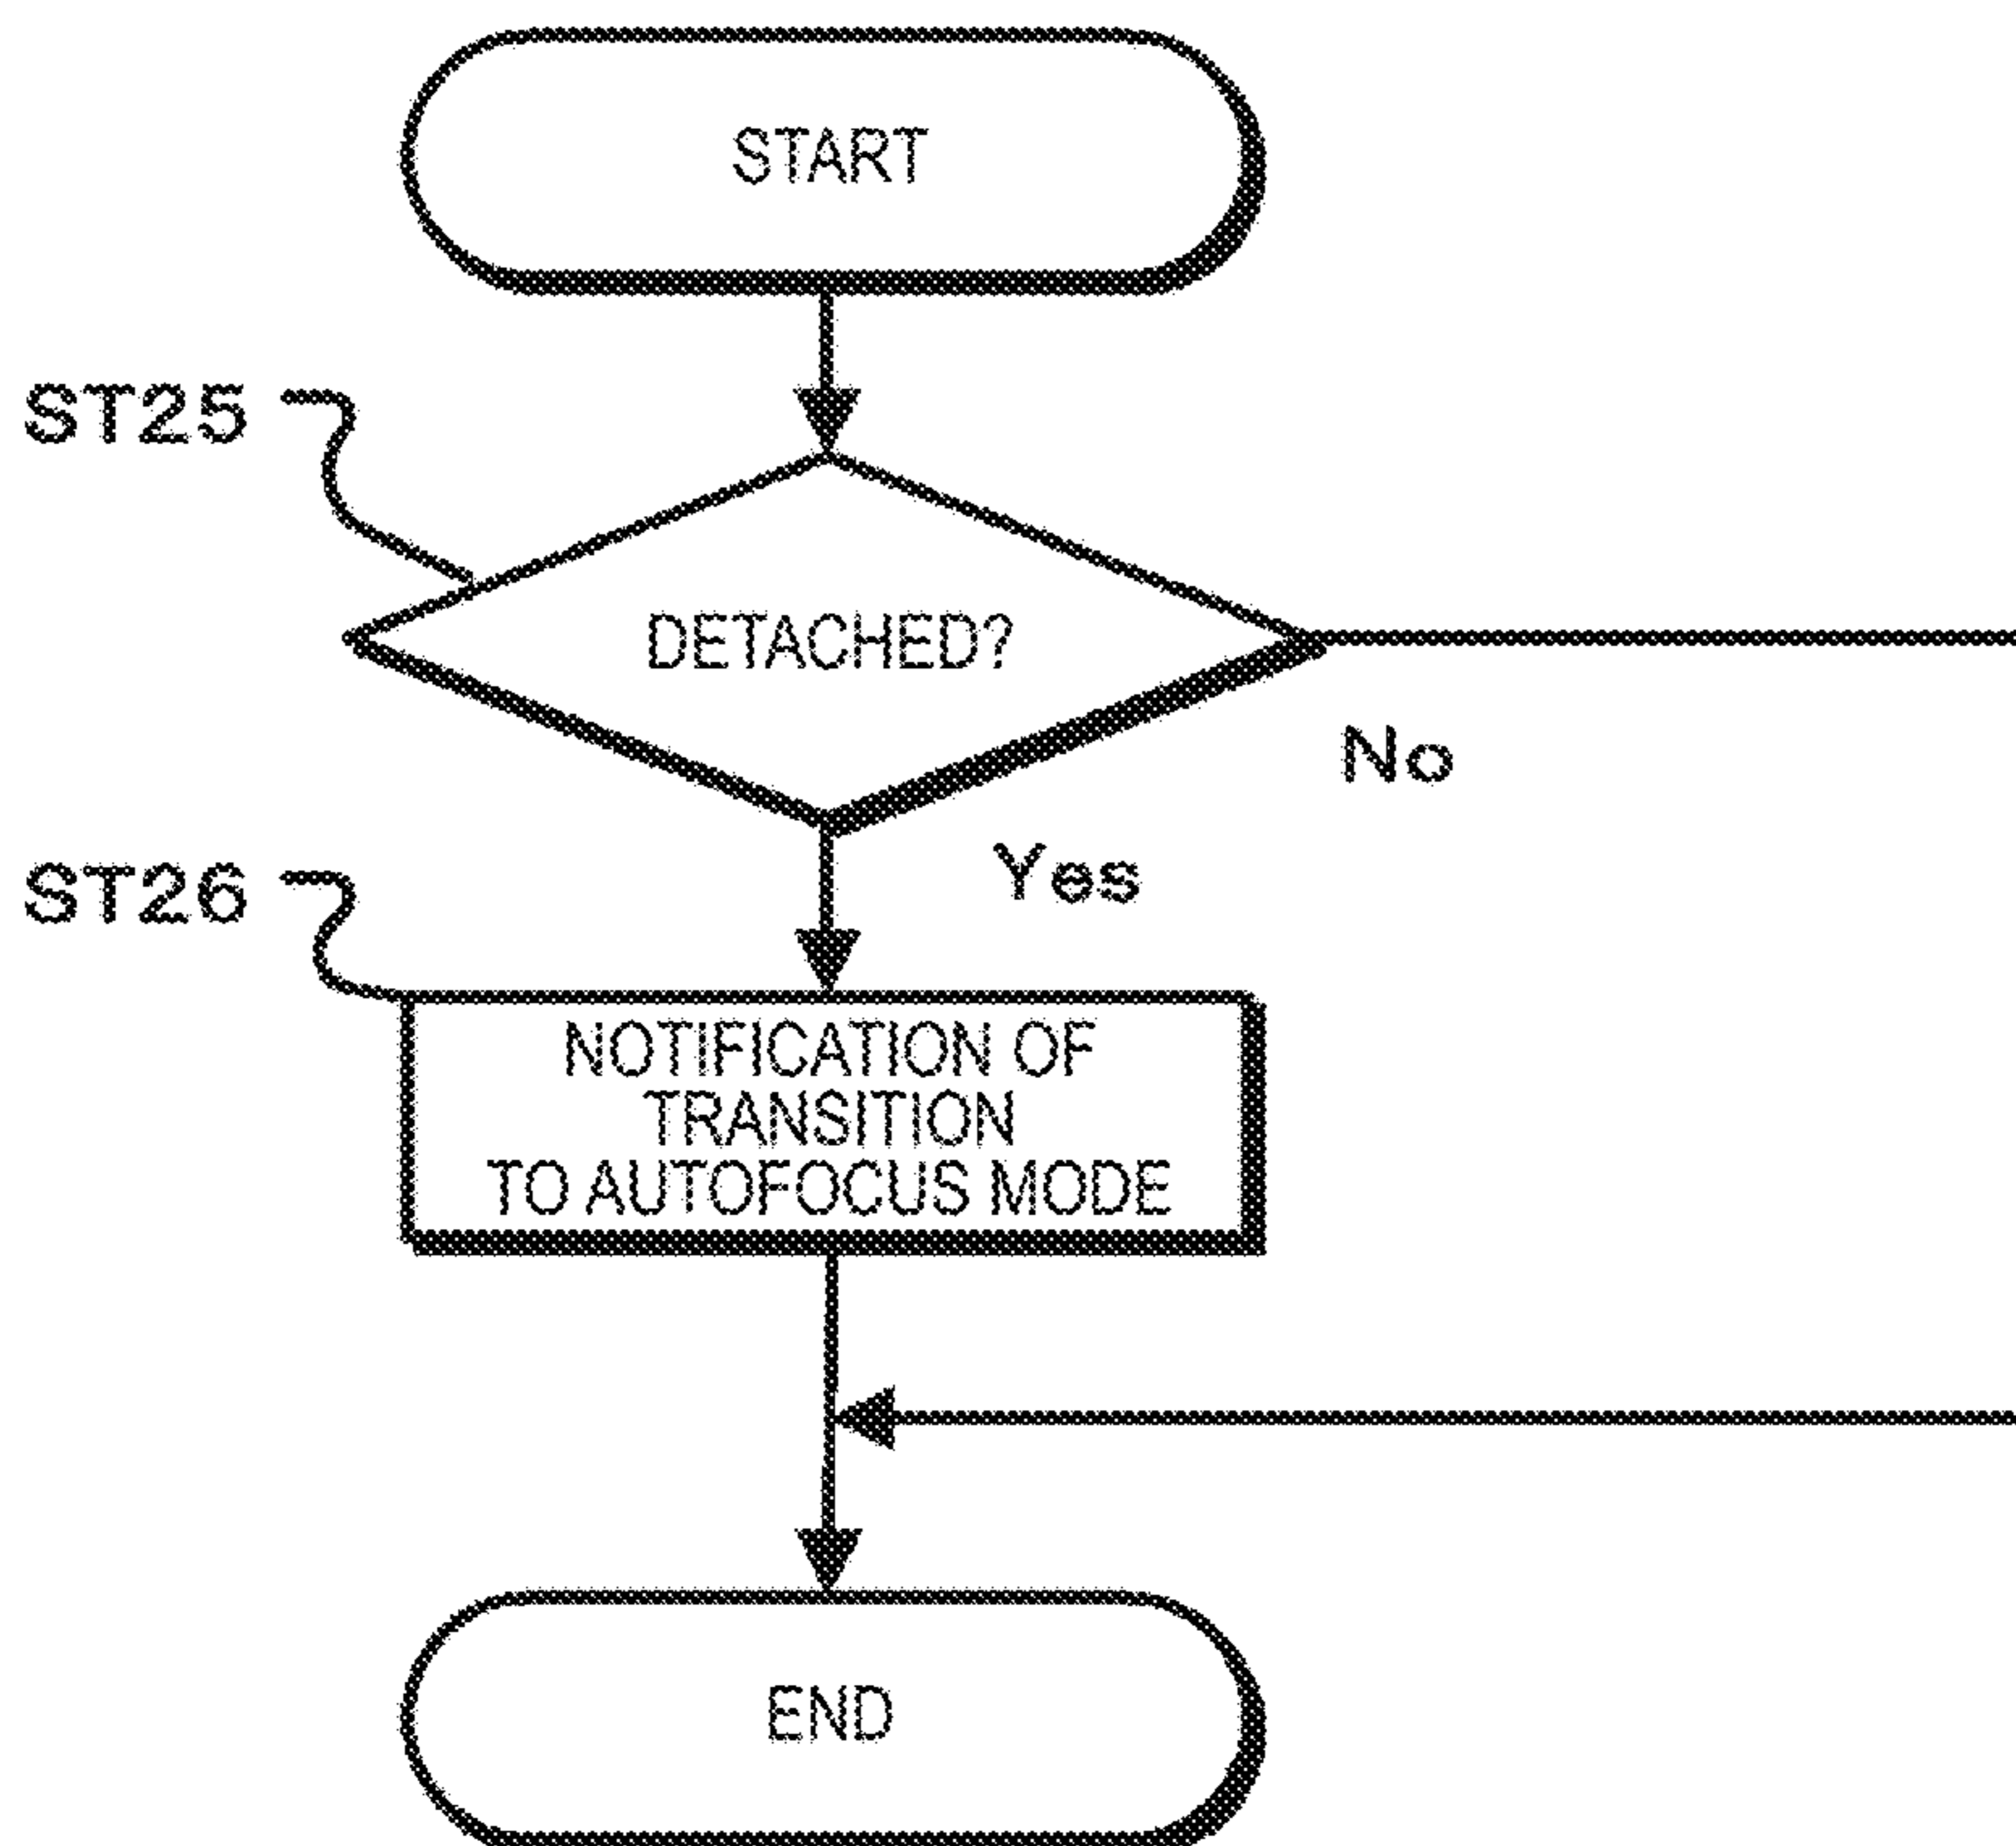 START
ST25
DETACHED?
No
Yes
ST26
NOTIFICATION OF
TRANSITION
TO AUTOFOCUS MODE
END